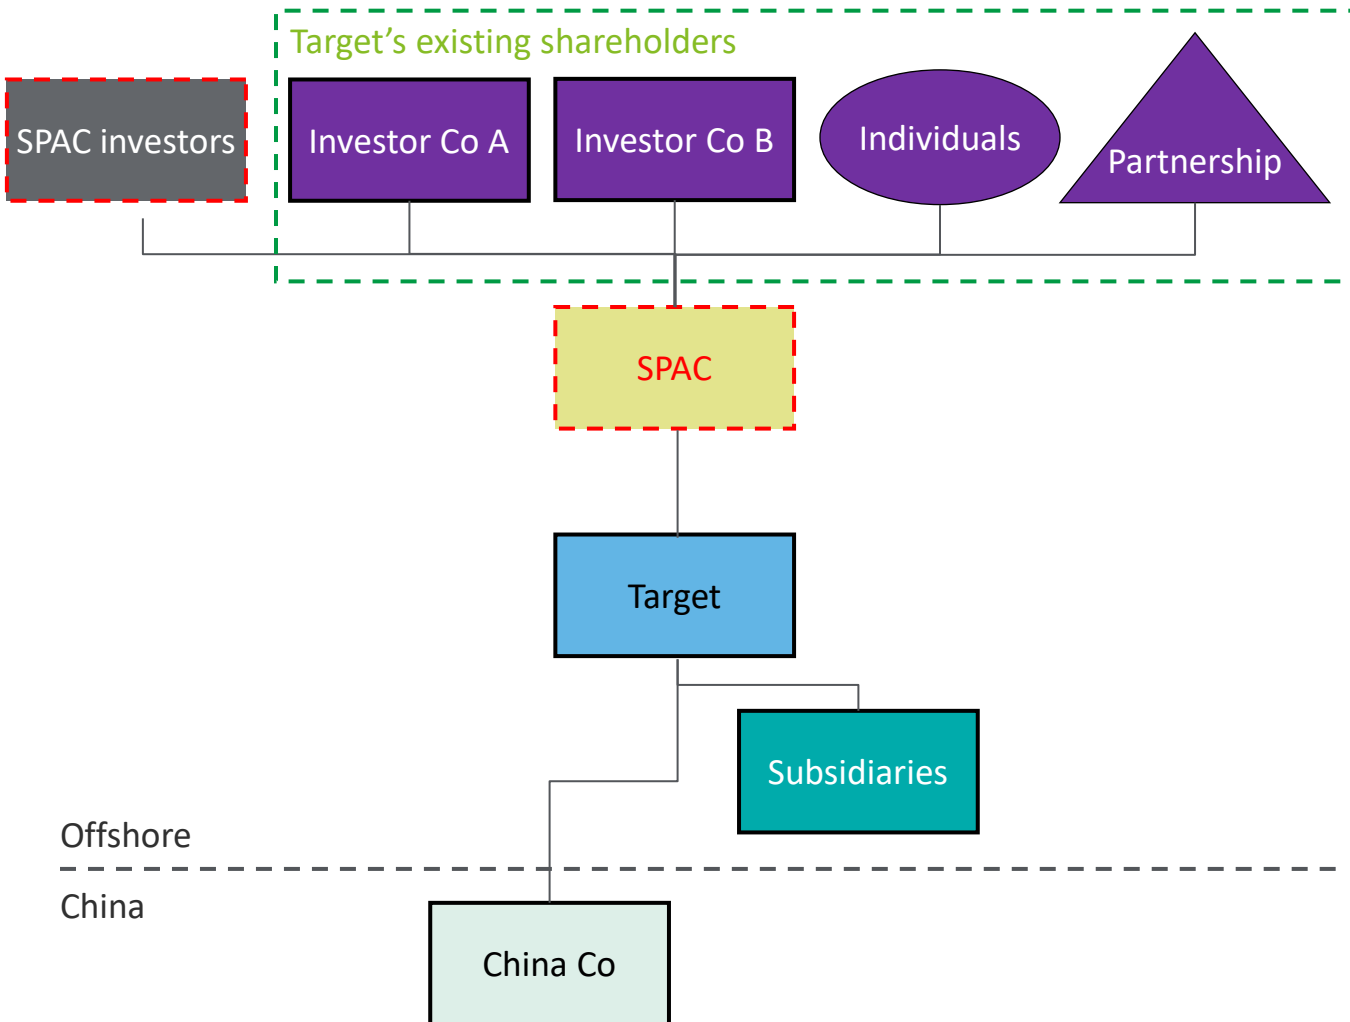 Target’s existing shareholders
SPAC investors
Investor Co A
Investor Co B
Individuals
Partnership
SPAC
Target
Subsidiaries
Offshore
China
China Co